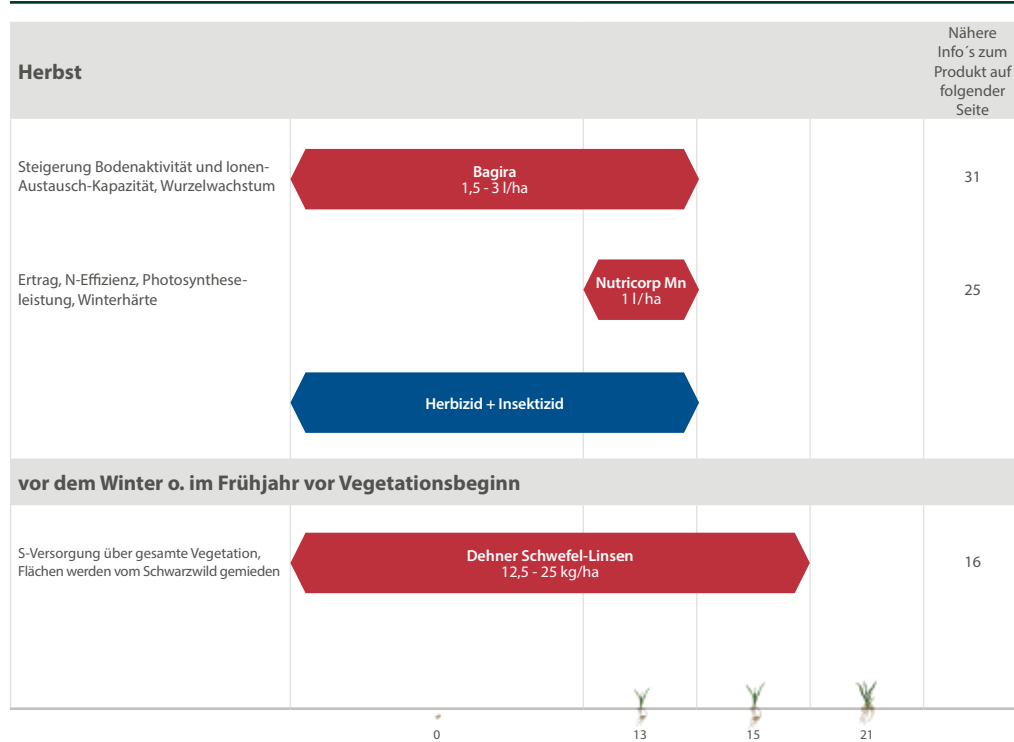 Herbst
Nähere
Info´s zum
Produkt auf
folgender
Seite
Steigerung Bodenaktivität und Ionen-
Austausch-Kapazität, Wurzelwachstum
Bagira
1,5 - 3 l/ha
31
Ertrag, N-Effizienz, Photosynthese-
leistung, Winterhärte
Nutricorp Mn
1 l/ha
25
Herbizid + Insektizid
vor dem Winter o. im Frühjahr vor Vegetationsbeginn
S-Versorgung über gesamte Vegetation,
Flächen werden vom Schwarzwild gemieden
Dehner Schwefel-Linsen
12,5 - 25 kg/ha
16
0 13 15 21